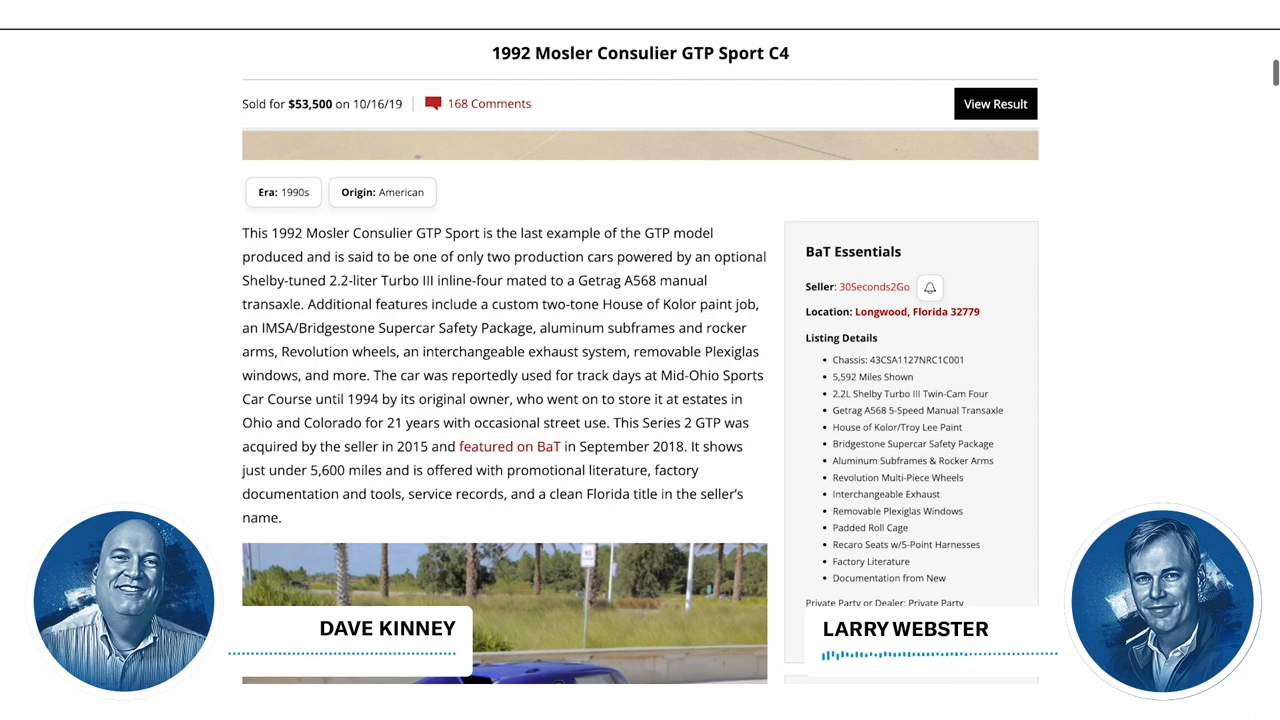 1992 Mosler Consulier GTP Sport C4
Sold for $53,500 on 10/16/19
168 Comments
View Result
Era: 1990s
Origin: American
This 1992 Mosler Consulier GTP Sport is the last example of the GTP model
produced and is said to be one of only two production cars powered by an optional
Shelby-tuned 2.2-liter Turbo III inline-four mated to a Getrag A568 manual
transaxle. Additional features include a custom two-tone House of Kolor paint job,
an IMSA/Bridgestone Supercar Safety Package, aluminum subframes and rocker
arms, Revolution wheels, an interchangeable exhaust system, removable Plexiglas
windows, and more. The car was reportedly used for track days at Mid-Ohio Sports
Car Course until 1994 by its original owner, who went on to store it at estates in
Ohio and Colorado for 21 years with occasional street use. This Series 2 GTP was
acquired by the seller in 2015 and featured on BaT in September 2018. It shows
just under 5,600 miles and is offered with promotional literature, factory
documentation and tools, service records, and a clean Florida title in the seller's
name.
BaT Essentials
Seller: 30Seconds2Go
Location: Longwood, Florida 32779
Listing Details
Chassis: 43CSA1127NRC1C001
5,592 Miles Shown
2.2L Shelby Turbo III Twin-Cam Four
Getrag A568 5-Speed Manual Transaxle
House of Kolor/Troy Lee Paint
Bridgestone Supercar Safety Package
Aluminum Subframes & Rocker Arms
Revolution Multi-Piece Wheels
Interchangeable Exhaust
Removable Plexiglas Windows
Padded Roll Cage
Recaro Seats w/5-Point Harnesses
Factory Literature
Documentation from New
Private Party or Dealer: Private Party
DAVE KINNEY
LARRY WEBSTER